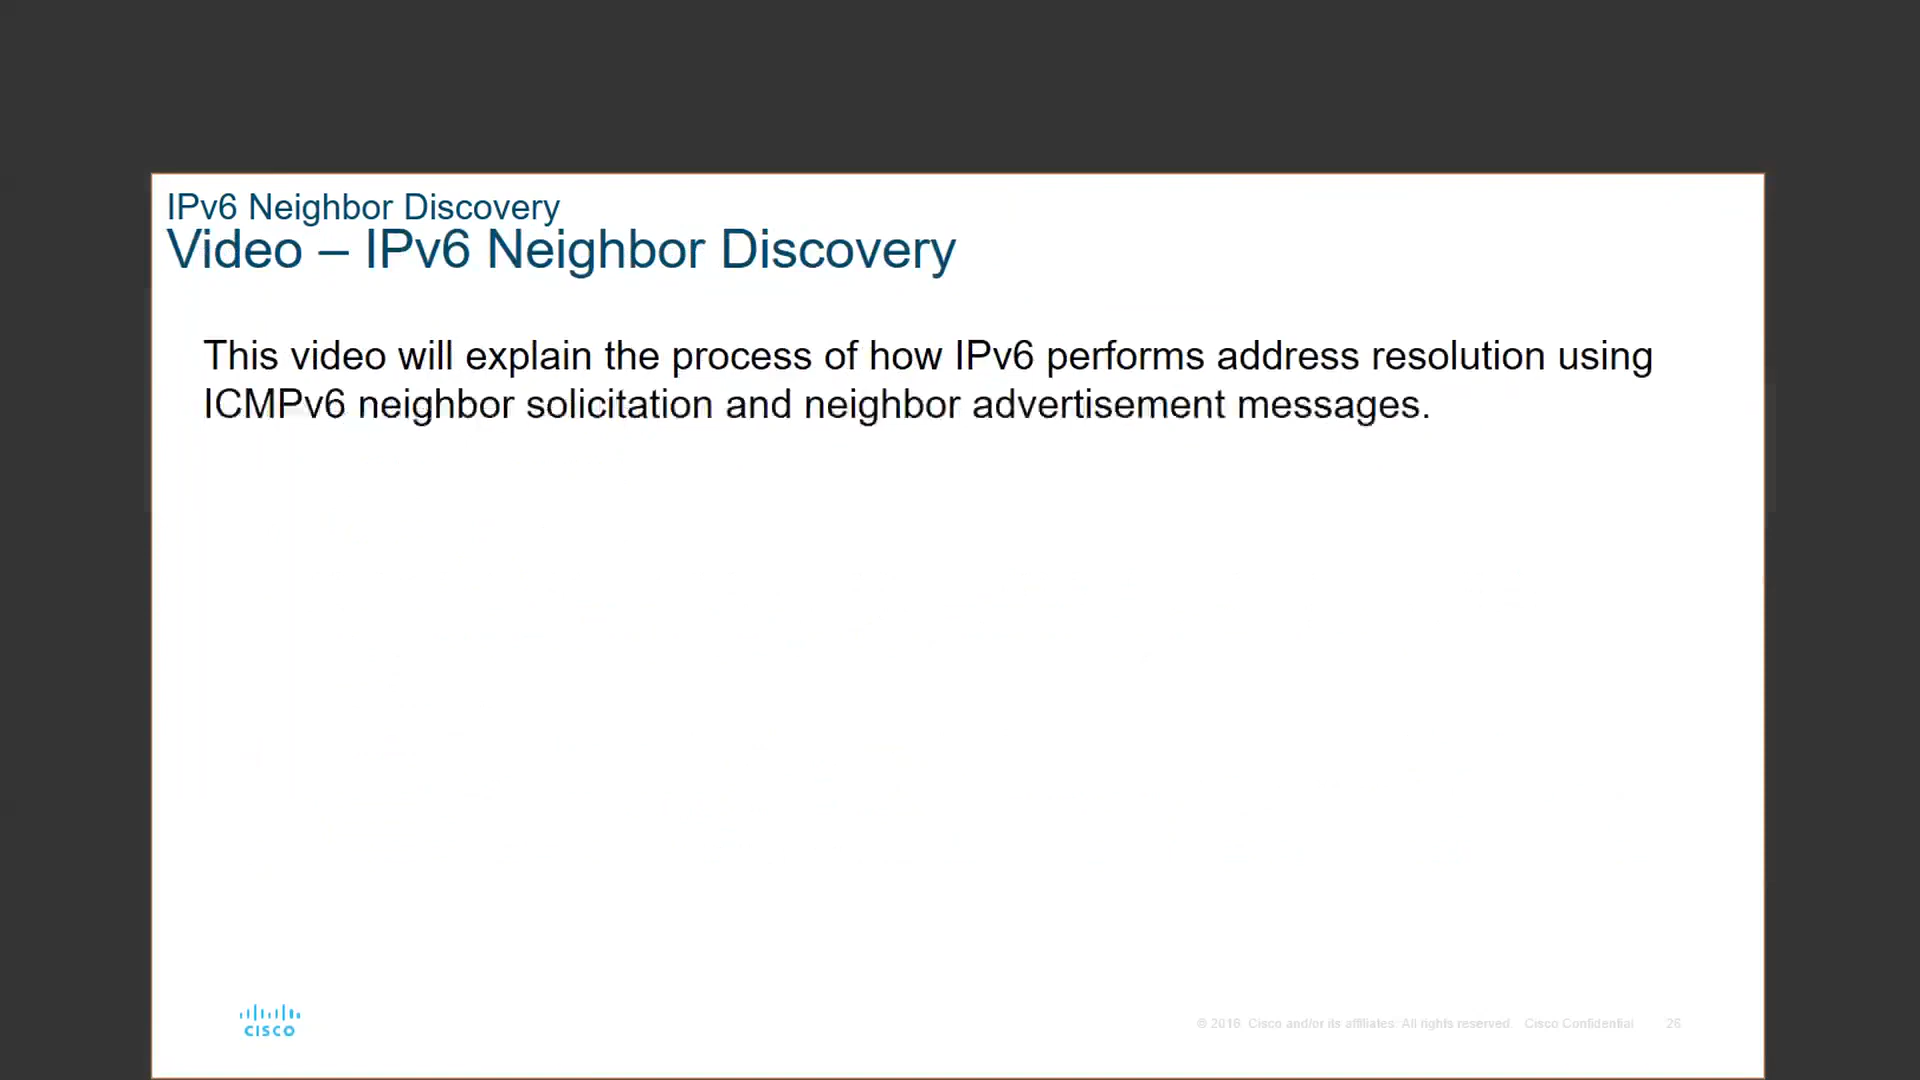 IPv6 Neighbor Discovery
Video – IPv6 Neighbor Discovery
This video will explain the process of how IPv6 performs address resolution using
ICMPv6 neighbor solicitation and neighbor advertisement messages.
CISCO
© 2016 Cisco and/or its affiliates. All rights reserved. Cisco Confidential 26